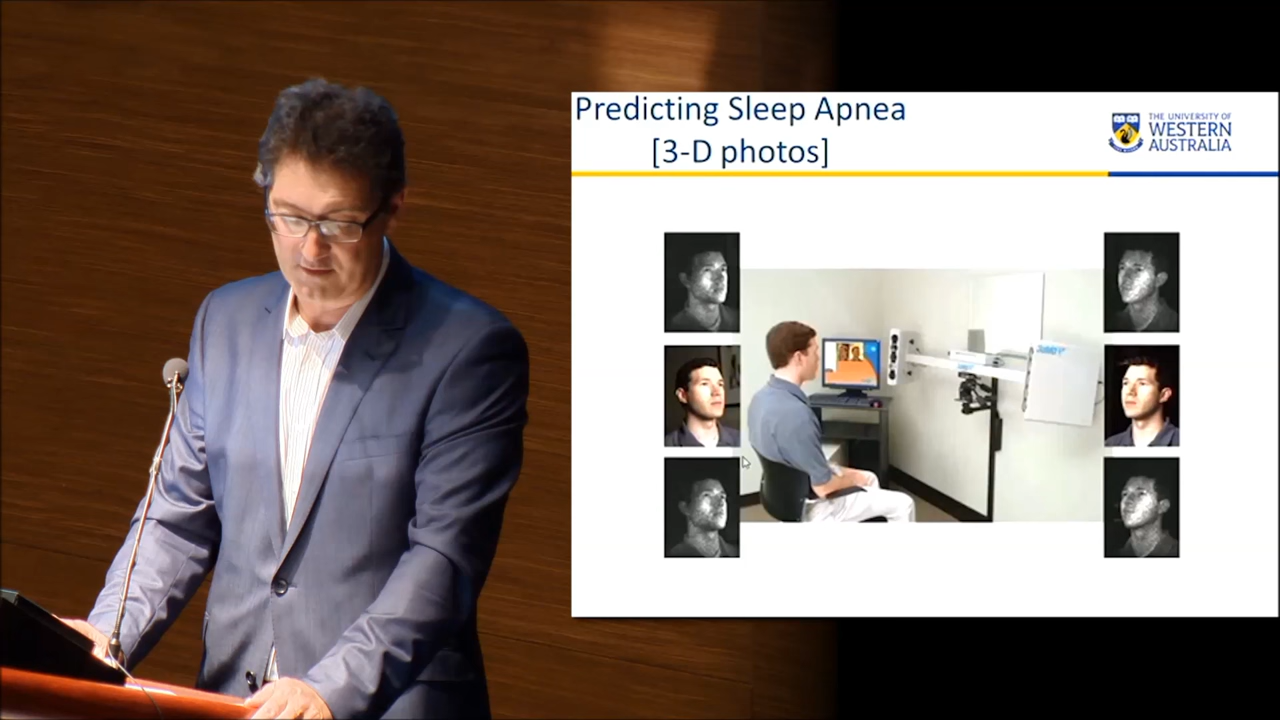 Predicting Sleep Apnea
[3-D photos]
THE UNIVERSITY OF
WESTERN
AUSTRALIA